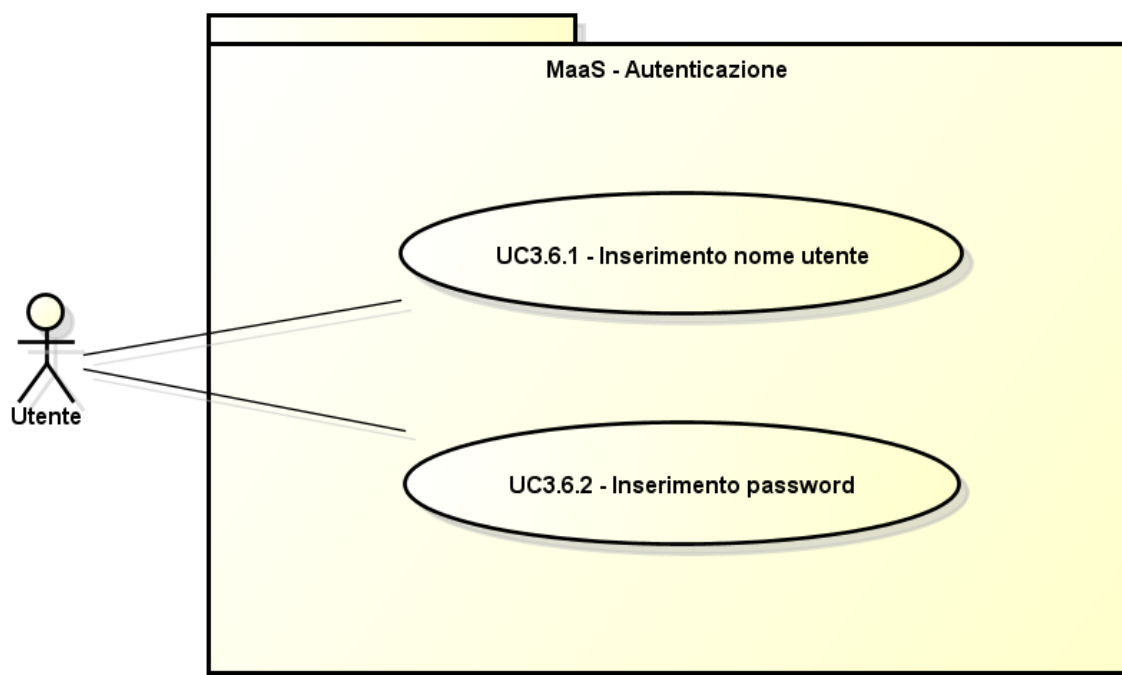 MaaS - Autenticazione
UC3.6.1 - Inserimento nome utente
Utente
UC3.6.2 - Inserimento password